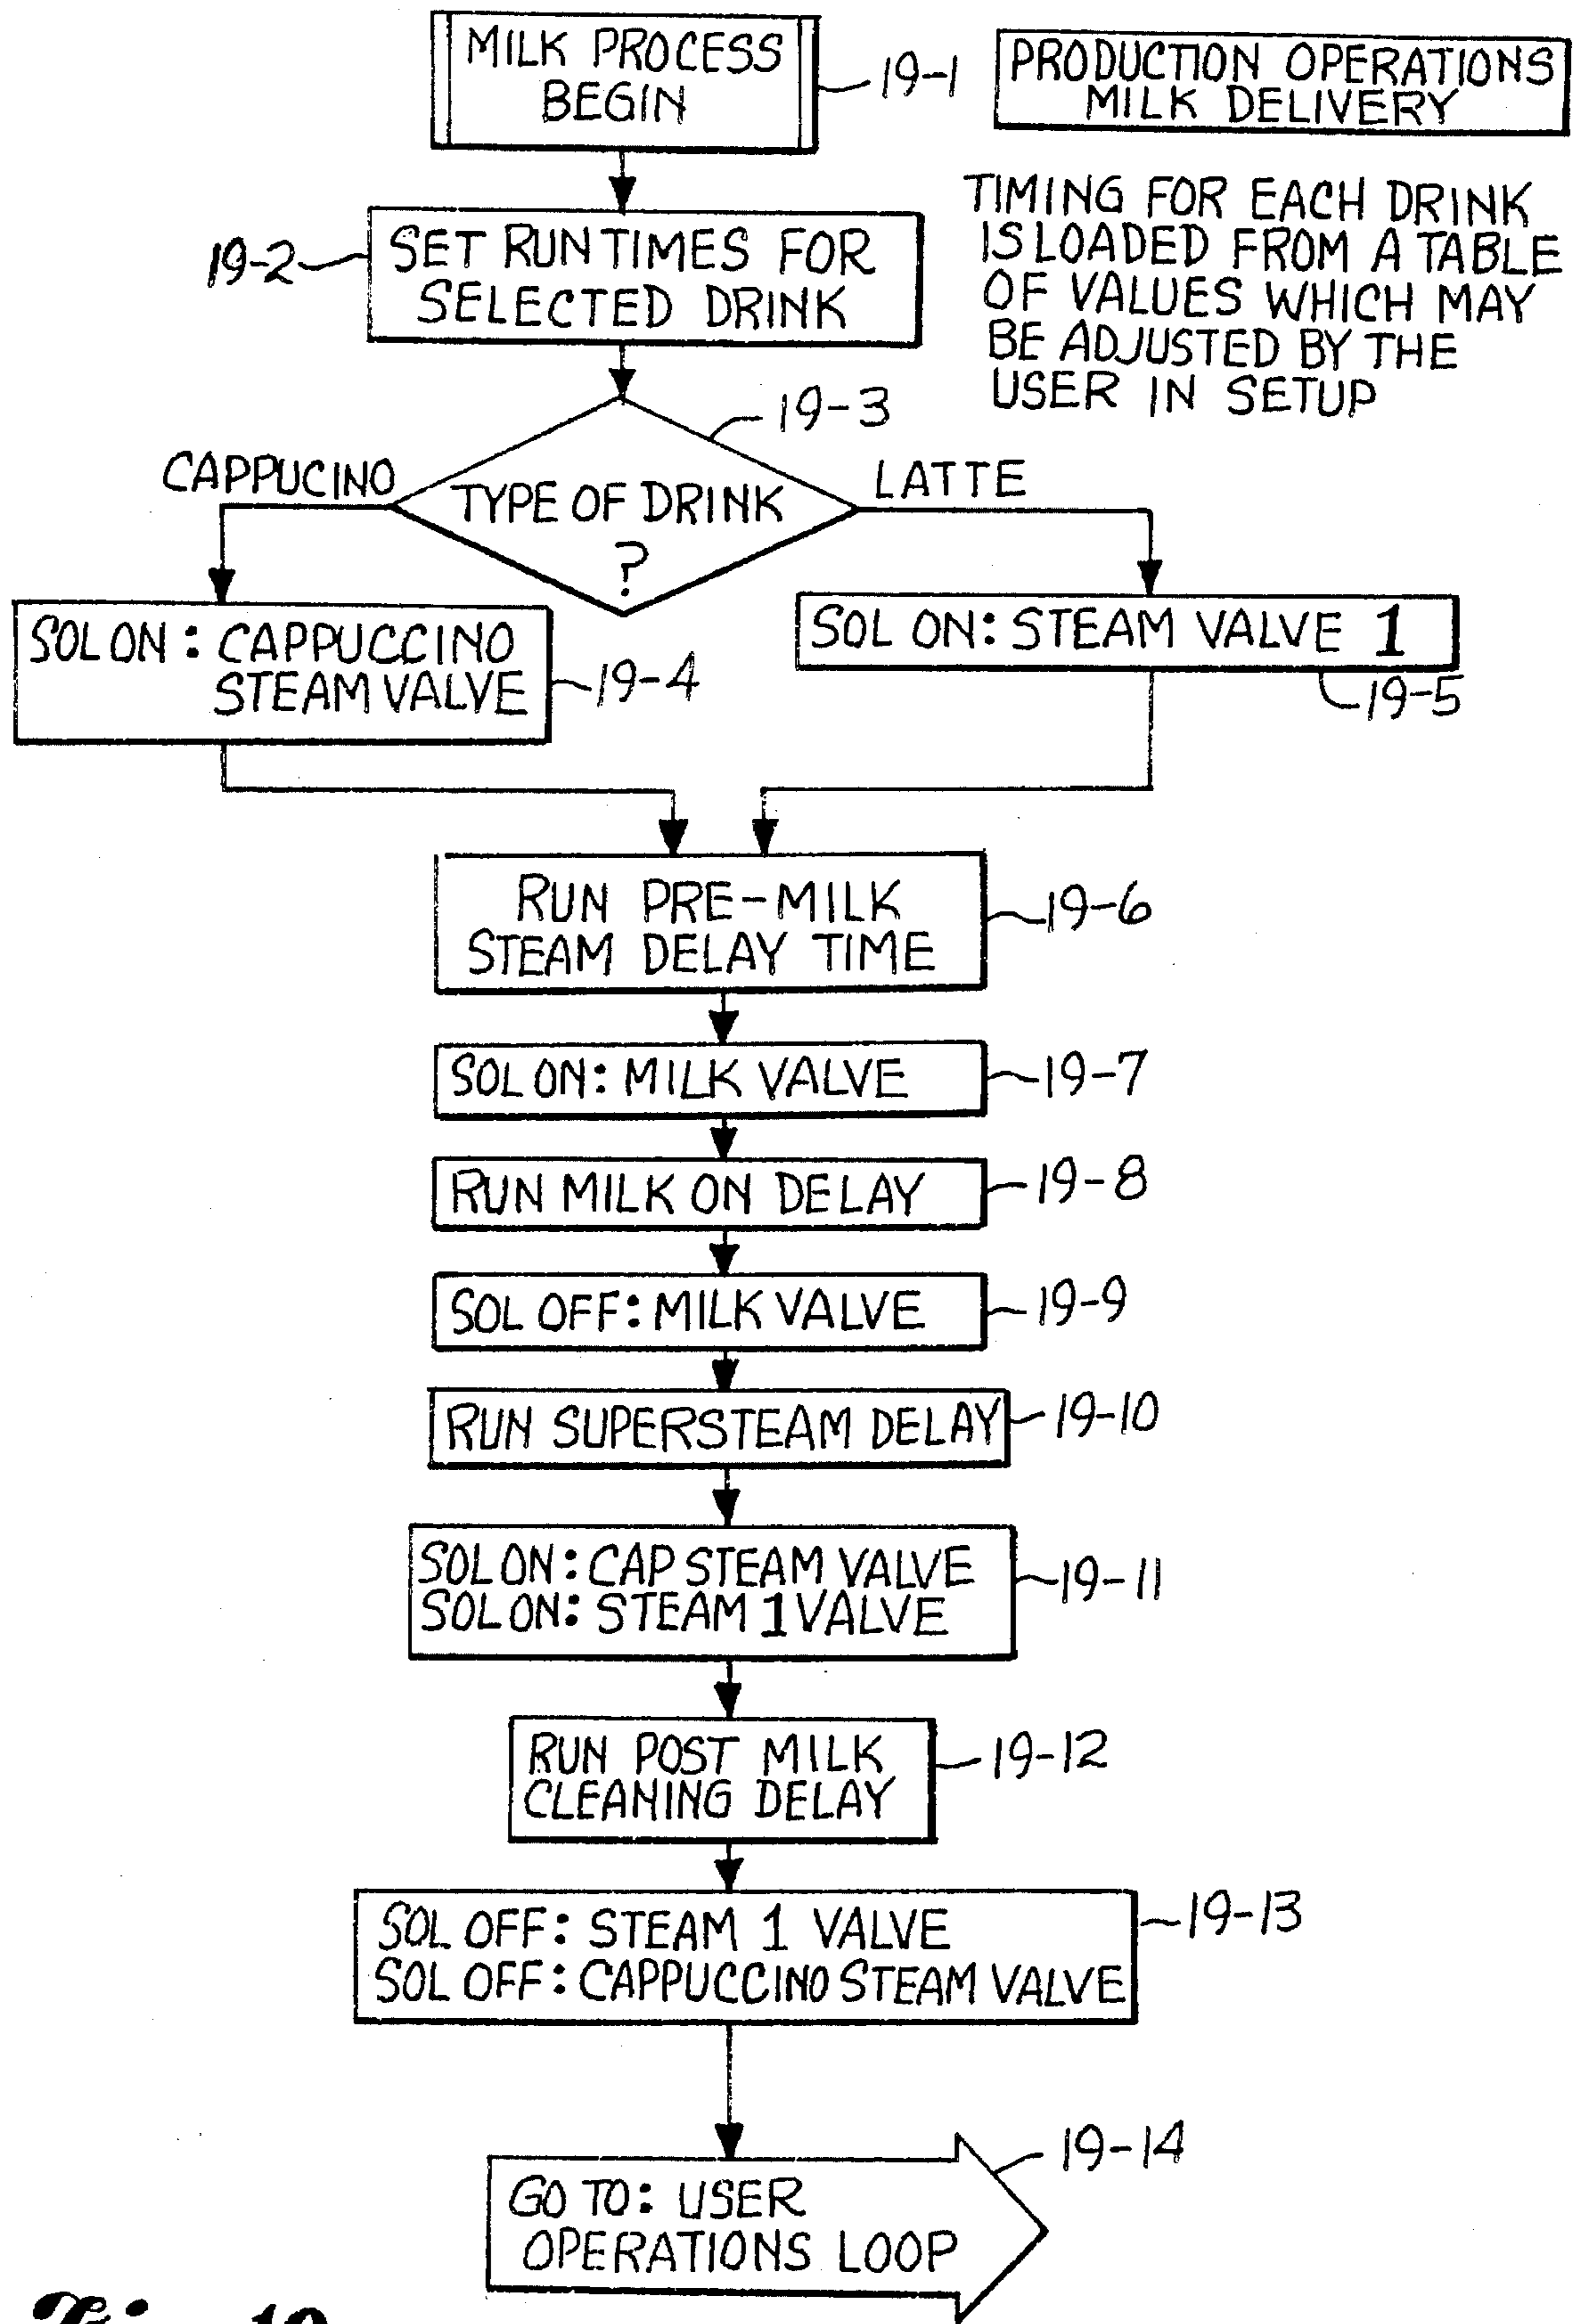 MILK PROCESS
BEGIN
19-1
PRODUCTION OPERATIONS
MILK DELIVERY
TIMING FOR EACH DRINK
IS LOADED FROM A TABLE
OF VALUES WHICH MAY
BE ADJUSTED BY THE
USER IN SETUP
19-2
SET RUN TIMES FOR
SELECTED DRINK
19-3
CAPPUCINO
TYPE OF DRINK
?
LATTE
SOL ON: CAPPUCCINO
STEAM VALVE
19-4
SOL ON: STEAM VALVE 1
19-5
RUN PRE-MILK
STEAM DELAY TIME
19-6
SOL ON: MILK VALVE
19-7
RUN MILK ON DELAY
19-8
SOL OFF: MILK VALVE
19-9
RUN SUPERSTEAM DELAY
19-10
SOL ON: CAP STEAM VALVE
SOL ON: STEAM 1 VALVE
19-11
RUN POST MILK
CLEANING DELAY
19-12
SOL OFF: STEAM 1 VALVE
SOL OFF: CAPPUCCINO STEAM VALVE
19-13
GO TO: USER
OPERATIONS LOOP
19-14